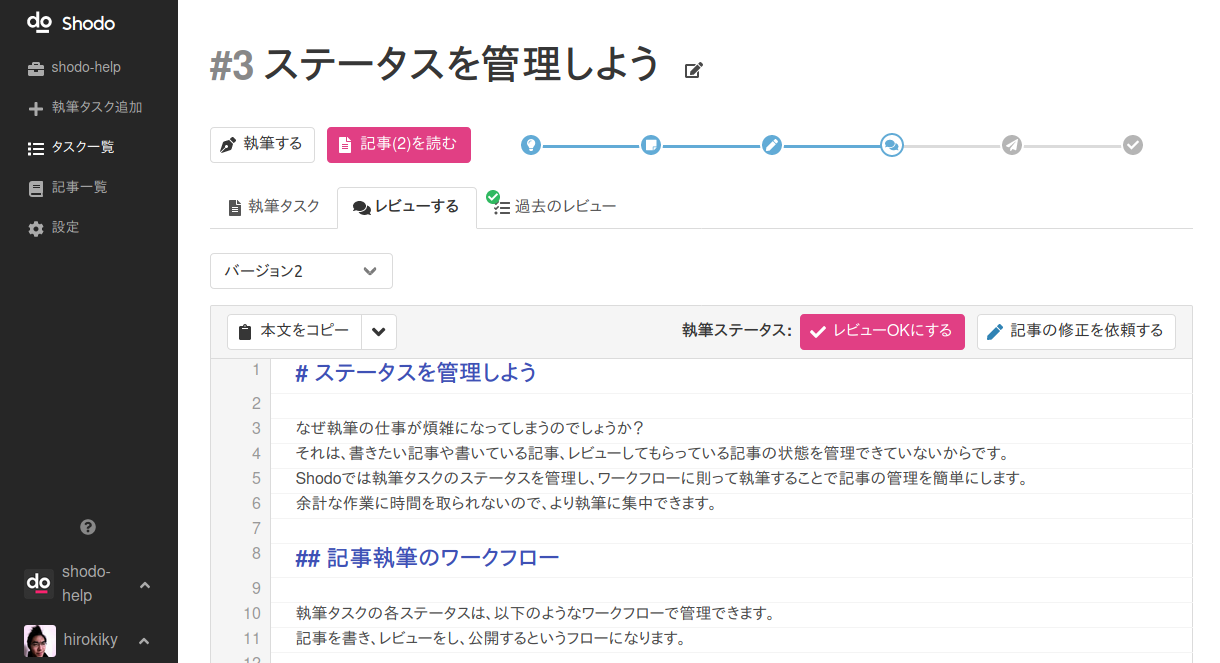 do Shodo
shodo-help
執筆タスク追加
タスク一覧
記事一覧
設定
do shodo-help
hirokiky
#3 ステータスを管理しよう
執筆する
記事(2)を読む
執筆タスク
レビューする
過去のレビュー
バージョン2
本文をコピー
執筆ステータス:
レビューOKにする
記事の修正を依頼する
1 # ステータスを管理しよう
2
3 なぜ執筆の仕事が煩雑になってしまうのでしょうか?
4 それは、書きたい記事や書いている記事、レビューしてもらっている記事の状態を管理できていないからです。
5 Shodoでは執筆タスクのステータスを管理し、ワークフローに則って執筆することで記事の管理を簡単にします。
6 余計な作業に時間を取られないので、より執筆に集中できます。
7
8 ## 記事執筆のワークフロー
9
10 執筆タスクの各ステータスは、以下のようなワークフローで管理できます。
11 記事を書き、レビューをし、公開するというフローになります。
12